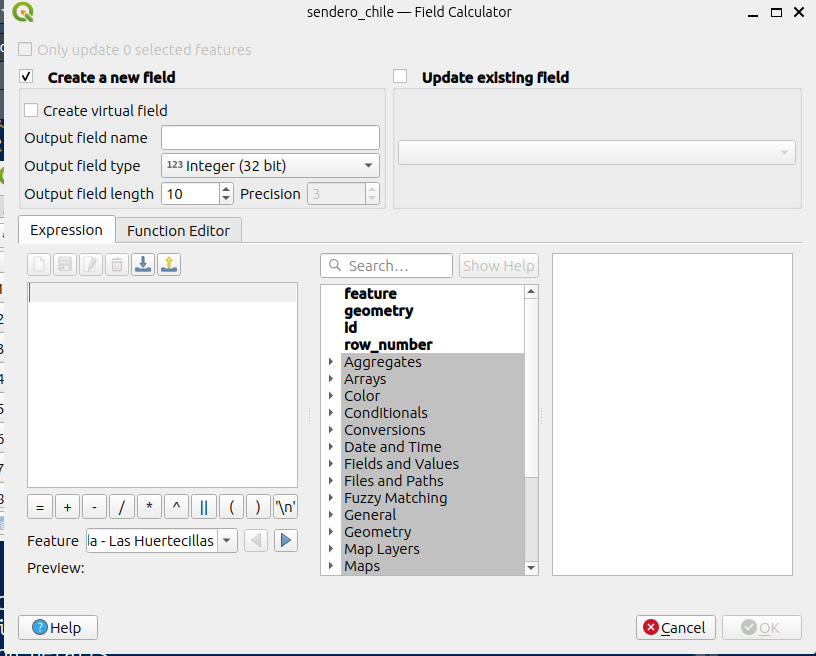 sendero_chile — Field Calculator
Only update 0 selected features
Create a new field
Update existing field
Create virtual field
Output field name
Output field type 123 Integer (32 bit)
Output field length 10 Precision 3
Expression Function Editor
Search… Show Help
feature
geometry
id
row_number
Aggregates
Arrays
Color
Conditionals
Conversions
Date and Time
Fields and Values
Files and Paths
Fuzzy Matching
General
Geometry
Map Layers
Maps
= + - / * ^ || ( ) '\n'
Feature la - Las Huertecillas
Preview:
Help Cancel OK